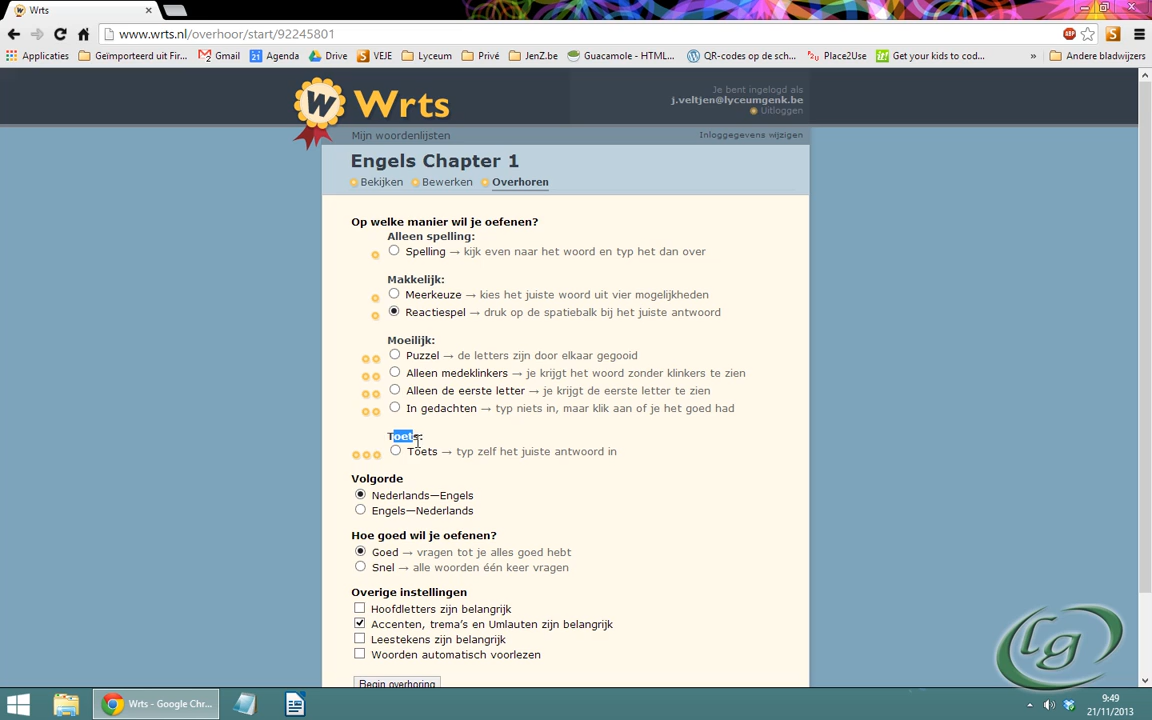 Wrts
www.wrts.nl/overhoor/start/92245801
Applicaties Geïmporteerd uit Fir... Gmail Agenda Drive VEJE Lyceum Privé JenZ.be Guacamole - HTML... QR-codes op de sch... Place2Use Get your kids to cod... » Andere bladwijzers
W Wrts
Je bent ingelogd als
j.veltjen@lyceumgenk.be
Uitloggen
Mijn woordenlijsten Inloggegevens wijzigen
Engels Chapter 1
Bekijken Bewerken Overhoren
Op welke manier wil je oefenen?
Alleen spelling:
Spelling → kijk even naar het woord en typ het dan over
Makkelijk:
Meerkeuze → kies het juiste woord uit vier mogelijkheden
Reactiespel → druk op de spatiebalk bij het juiste antwoord
Moeilijk:
Puzzel → de letters zijn door elkaar gegooid
Alleen medeklinkers → je krijgt het woord zonder klinkers te zien
Alleen de eerste letter → je krijgt de eerste letter te zien
In gedachten → typ niets in, maar klik aan of je het goed had
Toets:
Toets → typ zelf het juiste antwoord in
Volgorde
Nederlands—Engels
Engels—Nederlands
Hoe goed wil je oefenen?
Goed → vragen tot je alles goed hebt
Snel → alle woorden één keer vragen
Overige instellingen
Hoofdletters zijn belangrijk
Accenten, trema's en Umlauten zijn belangrijk
Leestekens zijn belangrijk
Woorden automatisch voorlezen
Begin overhoring
lg
Wrts - Google Chr...
9:49
21/11/2013